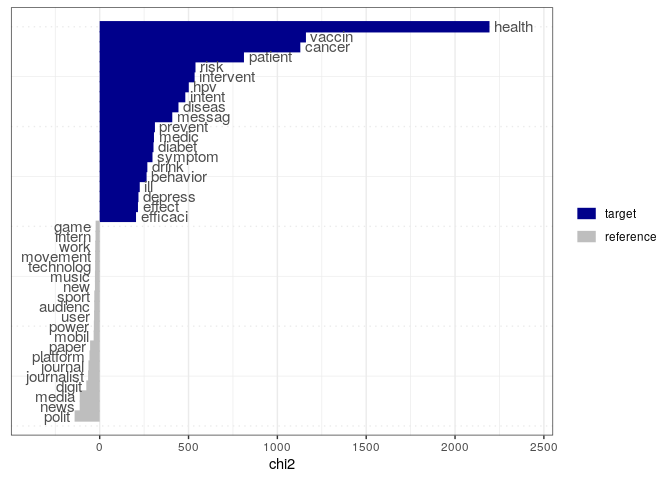 health
vaccin
cancer
patient
risk
intervent
hpv
intent
diseas
messag
prevent
medic
diabet
symptom
drink
behavior
ill
depress
effect
efficaci
game
intern
work
movement
technolog
music
new
sport
audienc
user
power
mobil
paper
platform
journal
journalist
digit
media
news
polit
target
reference
0 500 1000 1500 2000 2500
chi2